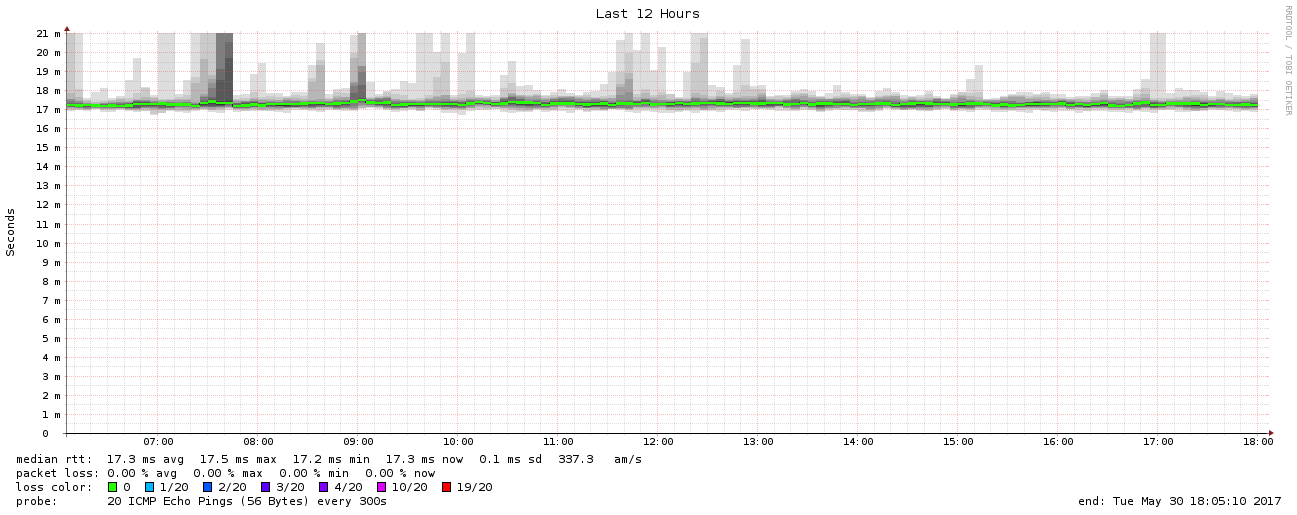 Last 12 Hours
RRDTOOL / TOBI OETIKER
Seconds
21 m
20 m
19 m
18 m
17 m
16 m
15 m
14 m
13 m
12 m
11 m
10 m
9 m
8 m
7 m
6 m
5 m
4 m
3 m
2 m
1 m
0
07:00 08:00 09:00 10:00 11:00 12:00 13:00 14:00 15:00 16:00 17:00 18:00
median rtt: 17.3 ms avg 17.5 ms max 17.2 ms min 17.3 ms now 0.1 ms sd 337.3 am/s
packet loss: 0.00 % avg 0.00 % max 0.00 % min 0.00 % now
loss color: 0 1/20 2/20 3/20 4/20 10/20 19/20
probe: 20 ICMP Echo Pings (56 Bytes) every 300s end: Tue May 30 18:05:10 2017